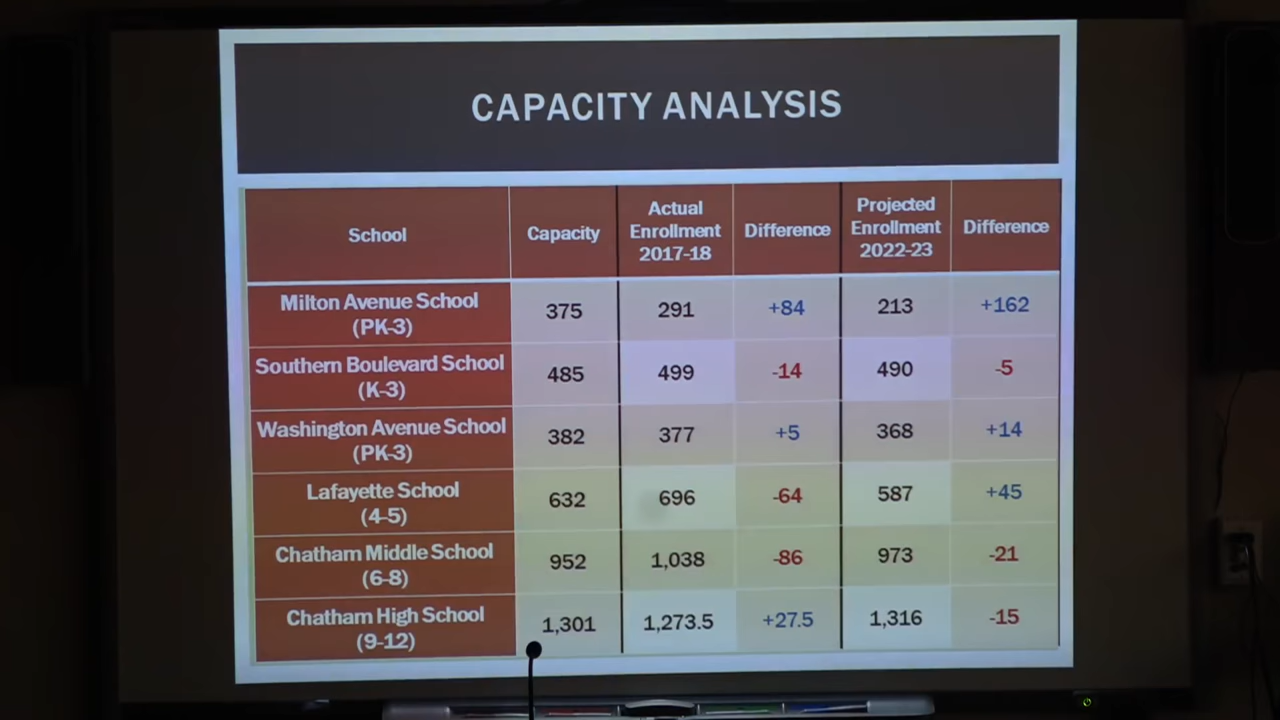 CAPACITY ANALYSIS
School Capacity Actual Enrollment 2017-18 Difference Projected Enrollment 2022-23 Difference
Milton Avenue School (PK-3) 375 291 +84 213 +162
Southern Boulevard School (K-3) 485 499 -14 490 -5
Washington Avenue School (PK-3) 382 377 +5 368 +14
Lafayette School (4-5) 632 696 -64 587 +45
Chatham Middle School (6-8) 952 1,038 -86 973 -21
Chatham High School (9-12) 1,301 1,273.5 +27.5 1,316 -15